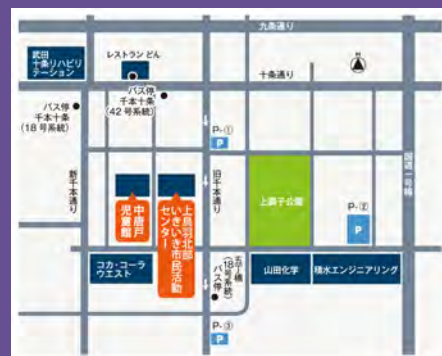 九条通り
武田
十条リハビリ
テーション
レストラン どん
十条通り
N
バス停
千本十条
(18号系統)
バス停
千本十条
(42号系統)
P-①
P
新千本通り
中唐戸
児童館
上鳥羽北部
いきいき市民活動
センター
旧千本通り
上調子公園
国道一号線
P-②
P
コカ・コーラ
ウエスト
バス停
(18号系統)
山田化学
積水エンジニアリング
P-③
P